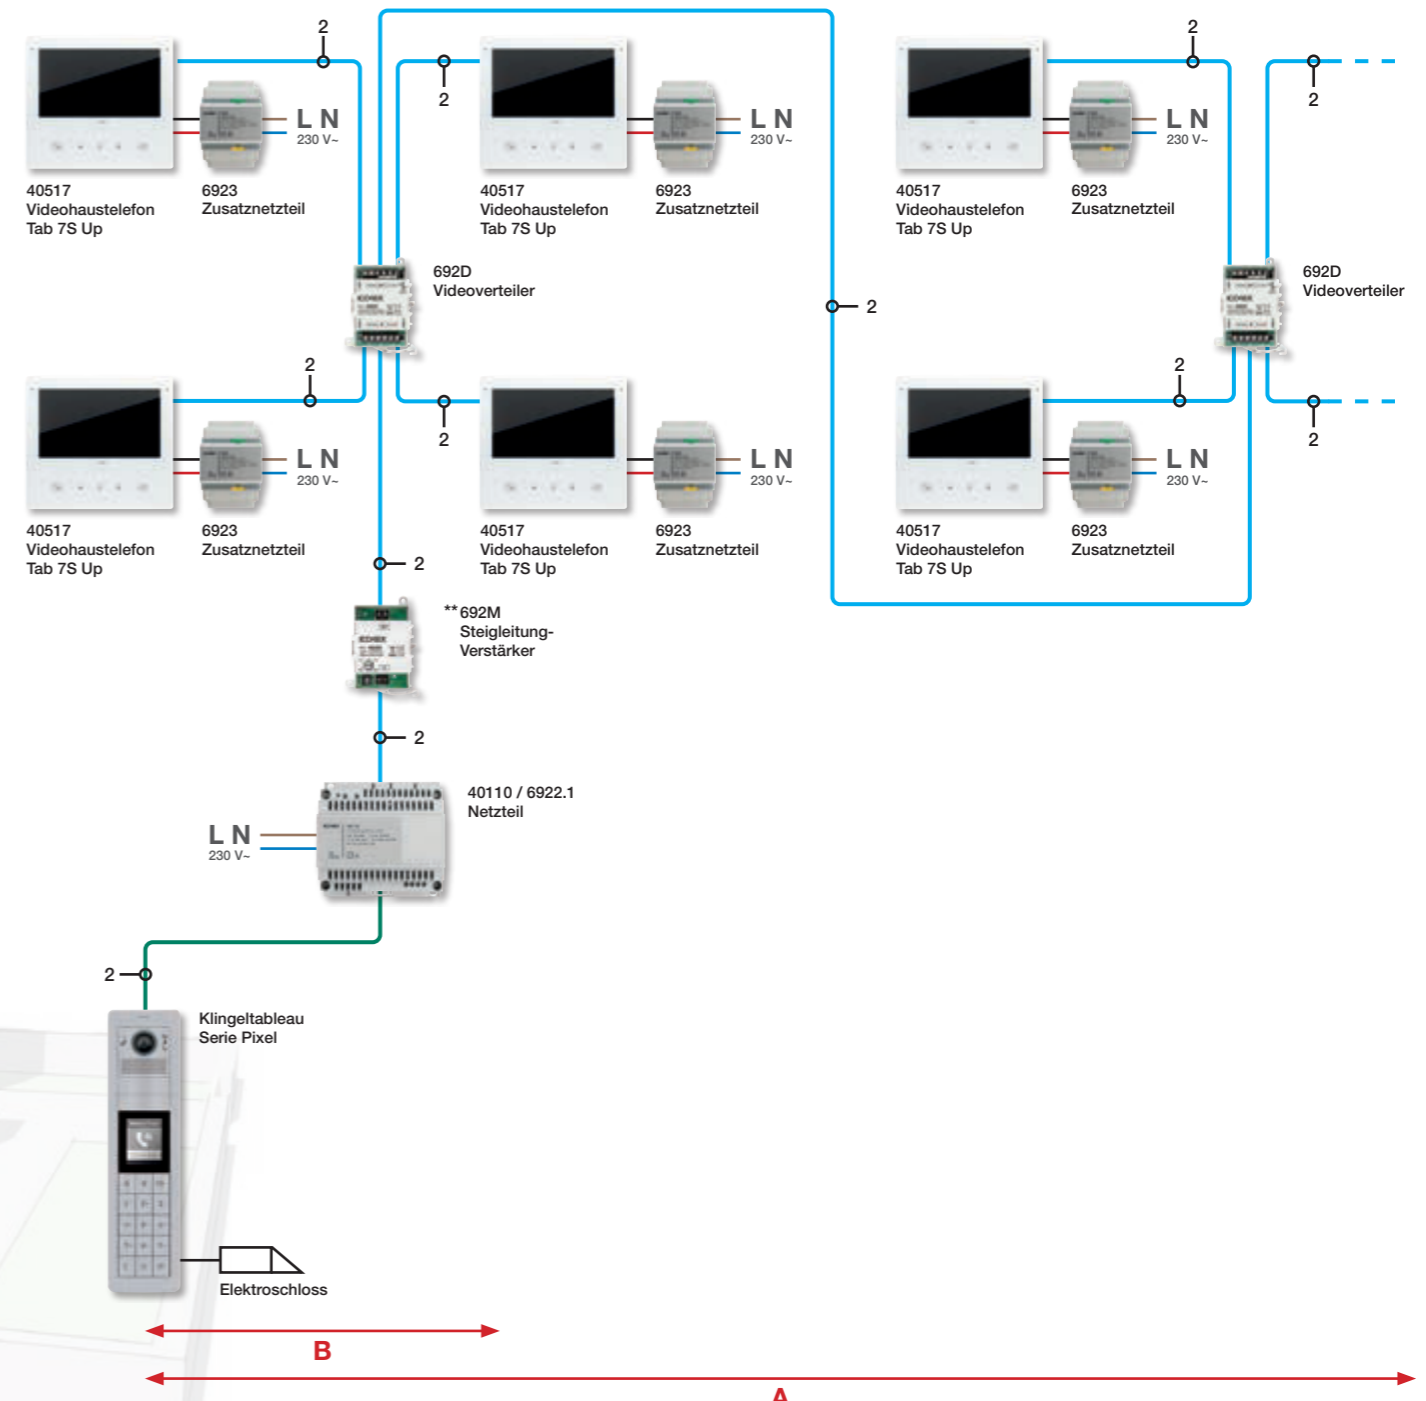 2
2
2
2
L N
230 V~
L N
230 V~
L N
230 V~
40517
Videohaustelefon
Tab 7S Up
6923
Zusatznetzteil
40517
Videohaustelefon
Tab 7S Up
6923
Zusatznetzteil
40517
Videohaustelefon
Tab 7S Up
6923
Zusatznetzteil
692D
Videoverteiler
692D
Videoverteiler
2
2
2
2
2
L N
230 V~
L N
230 V~
L N
230 V~
40517
Videohaustelefon
Tab 7S Up
6923
Zusatznetzteil
40517
Videohaustelefon
Tab 7S Up
6923
Zusatznetzteil
40517
Videohaustelefon
Tab 7S Up
6923
Zusatznetzteil
2
**692M
Steigleitung-
Verstärker
2
40110 / 6922.1
Netzteil
L N
230 V~
2
Klingeltableau
Serie Pixel
Elektroschloss
B
A